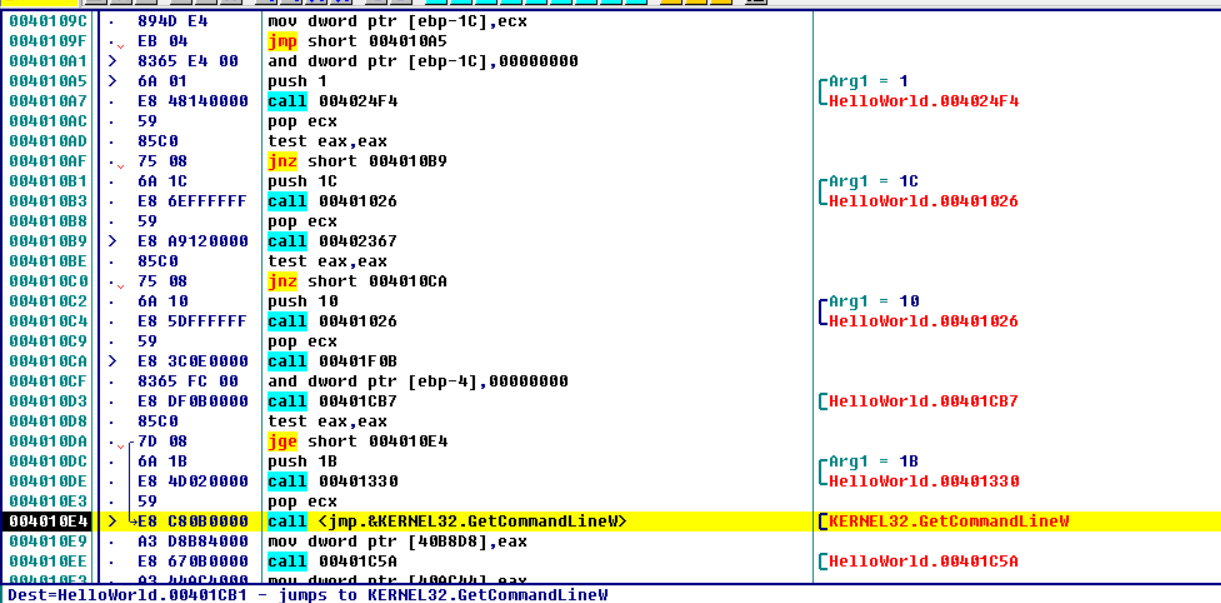 0040109C · 894D E4 mov dword ptr [ebp-1C],ecx
0040109F · EB 04 jmp short 004010A5
004010A1 > 8365 E4 00 and dword ptr [ebp-1C],00000000
004010A5 > 6A 01 push 1 Arg1 = 1
004010A7 · E8 48140000 call 004024F4 HelloWorld.004024F4
004010AC · 59 pop ecx
004010AD · 85C0 test eax,eax
004010AF · 75 08 jnz short 004010B9
004010B1 · 6A 1C push 1C Arg1 = 1C
004010B3 · E8 6EFFFFFF call 00401026 HelloWorld.00401026
004010B8 · 59 pop ecx
004010B9 > E8 A9120000 call 00402367
004010BE · 85C0 test eax,eax
004010C0 · 75 08 jnz short 004010CA
004010C2 · 6A 10 push 10 Arg1 = 10
004010C4 · E8 5DFFFFFF call 00401026 HelloWorld.00401026
004010C9 · 59 pop ecx
004010CA > E8 3C0E0000 call 00401F0B
004010CF · 8365 FC 00 and dword ptr [ebp-4],00000000
004010D3 · E8 DF0B0000 call 00401CB7 HelloWorld.00401CB7
004010D8 · 85C0 test eax,eax
004010DA · 7D 08 jge short 004010E4
004010DC · 6A 1B push 1B Arg1 = 1B
004010DE · E8 4D020000 call 00401330 HelloWorld.00401330
004010E3 · 59 pop ecx
004010E4 > E8 C80B0000 call <jmp.&KERNEL32.GetCommandLineW> KERNEL32.GetCommandLineW
004010E9 · A3 D8B84000 mov dword ptr [40B8D8],eax
004010EE · E8 670B0000 call 00401C5A HelloWorld.00401C5A
004010F3 · A3 44AC4000 mov dword ptr [40AC44],eax
Dest=HelloWorld.00401CB1 - jumps to KERNEL32.GetCommandLineW